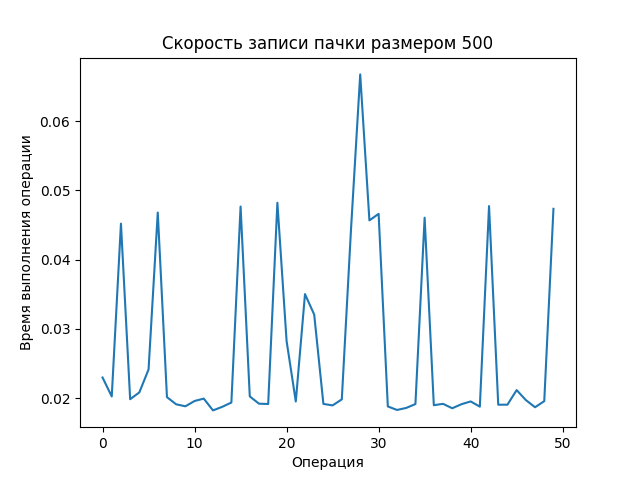 Скорость записи пачки размером 500
Время выполнения операции
0.06
0.05
0.04
0.03
0.02
0 10 20 30 40 50
Операция